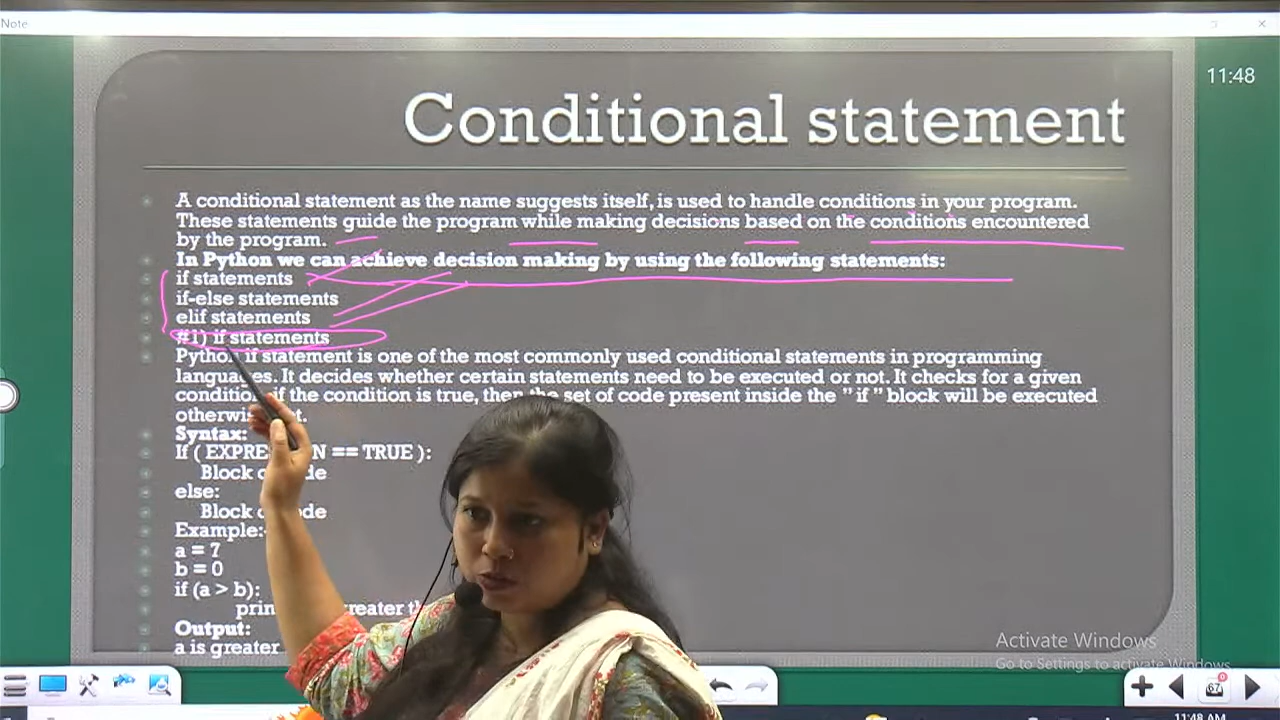 Note
11:48
Conditional statement
A conditional statement as the name suggests itself, is used to handle conditions in your program.
These statements guide the program while making decisions based on the conditions encountered
by the program.
In Python we can achieve decision making by using the following statements:
if statements
if-else statements
elif statements
#1) if statements
Python if statement is one of the most commonly used conditional statements in programming
It decides whether certain statements need to be executed or not. It checks for a given
if the condition is true, then the set of code present inside the ” if ” block will be executed
Syntax:
If ( == TRUE ):
Block
else:
Block
Example:
a = 7
b = 0
if (a > b):
Output:
a is greater
Activate Windows
Go to Settings to activate Windows.
67
11:48 AM